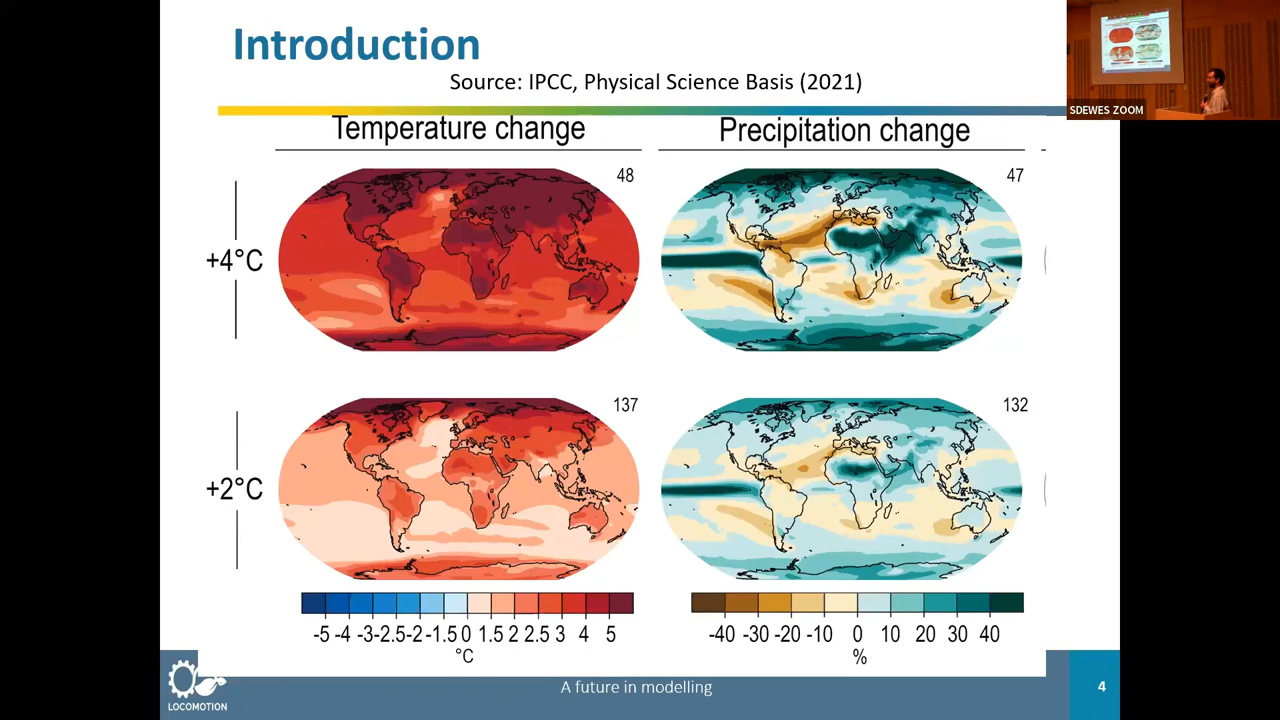 Introduction
Source: IPCC, Physical Science Basis (2021)
SDEWES ZOOM
Temperature change
Precipitation change
48
47
+4°C
137
132
+2°C
-5 -4 -3 -2.5 -2 -1.5 0 1.5 2 2.5 3 4 5
°C
-40 -30 -20 -10 0 10 20 30 40
%
LOCOMOTION
A future in modelling
4